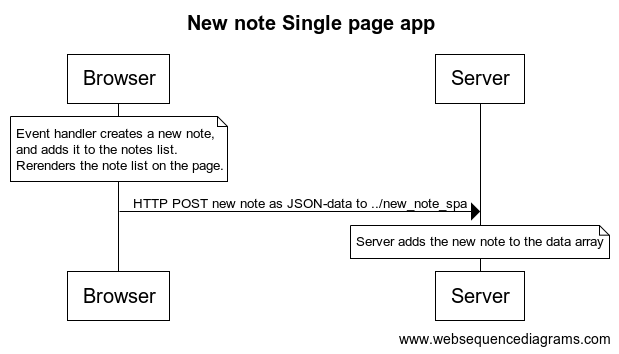 New note Single page app
Browser
Server
Event handler creates a new note,
and adds it to the notes list.
Rerenders the note list on the page.
HTTP POST new note as JSON-data to ../new_note_spa
Server adds the new note to the data array
Browser
Server
www.websequencediagrams.com